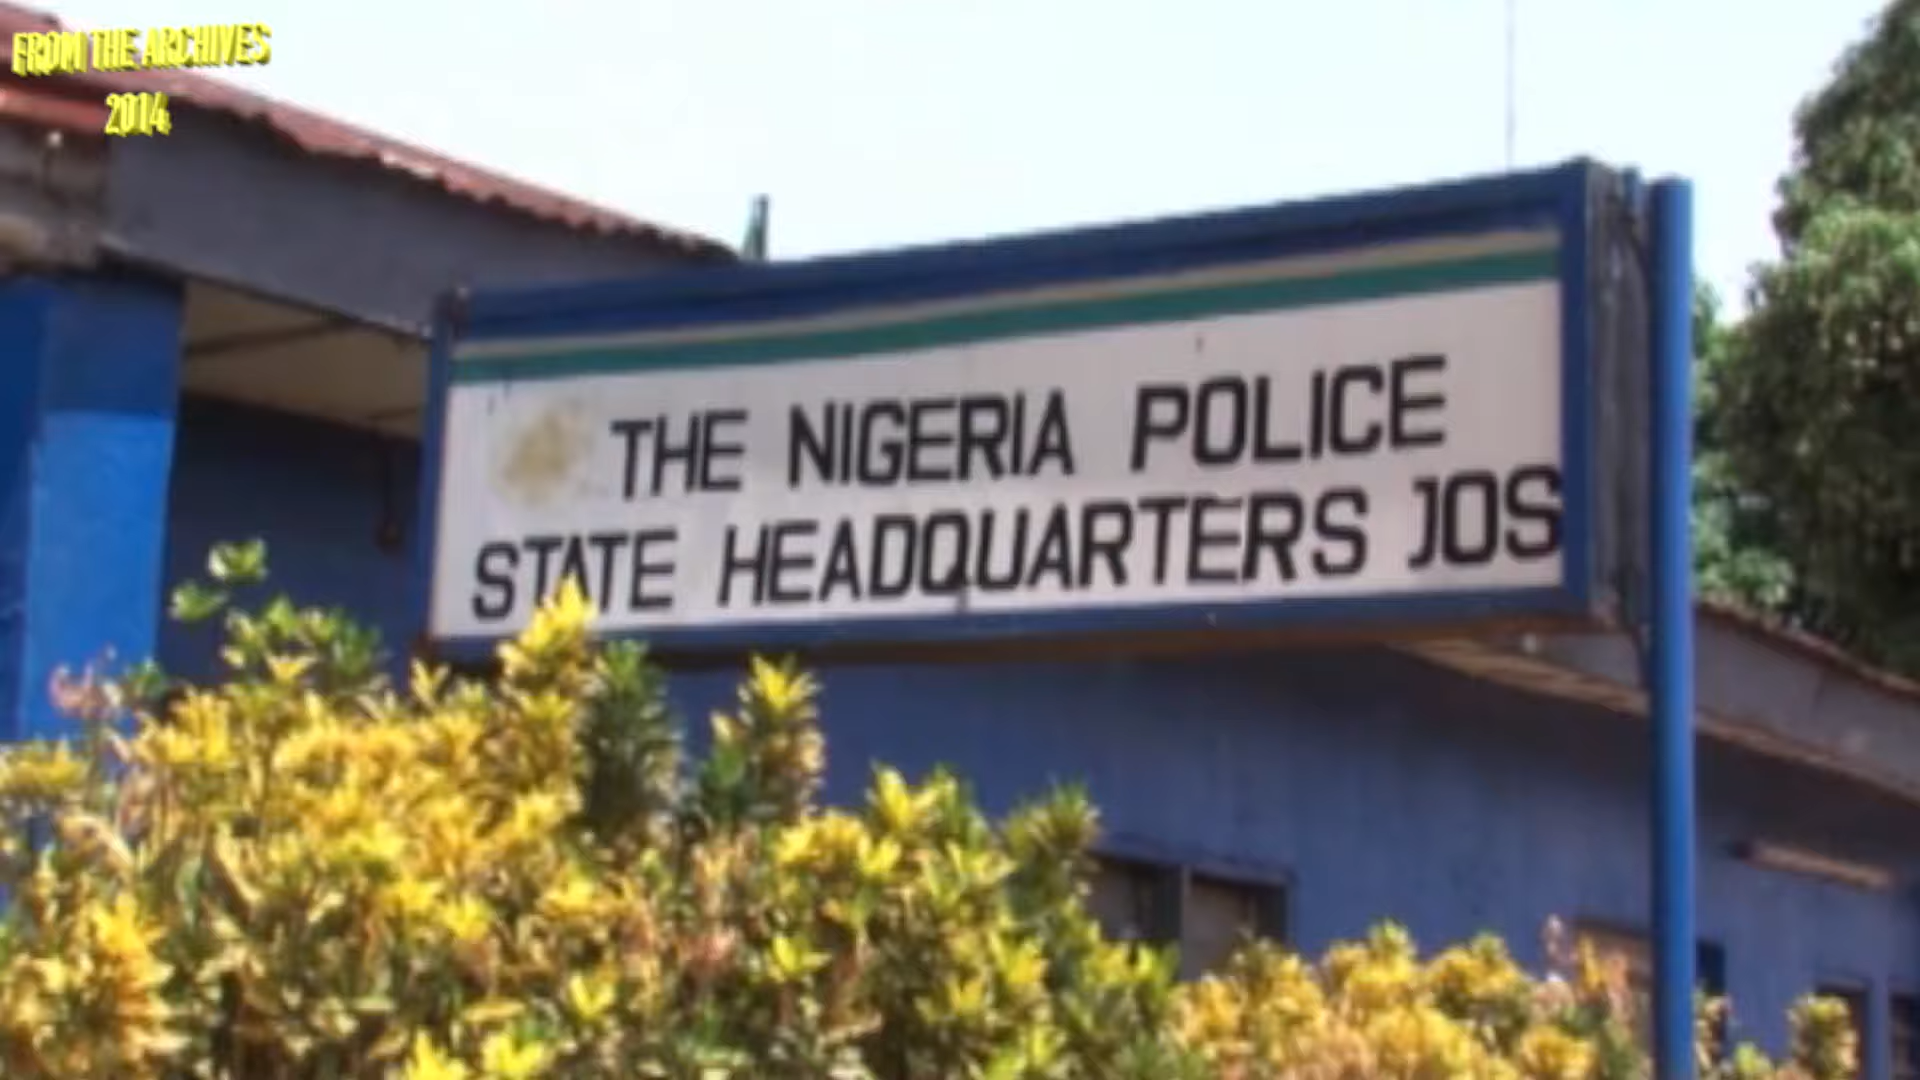 FROM THE ARCHIVES
2014
THE NIGERIA POLICE
STATE HEADQUARTERS JOS